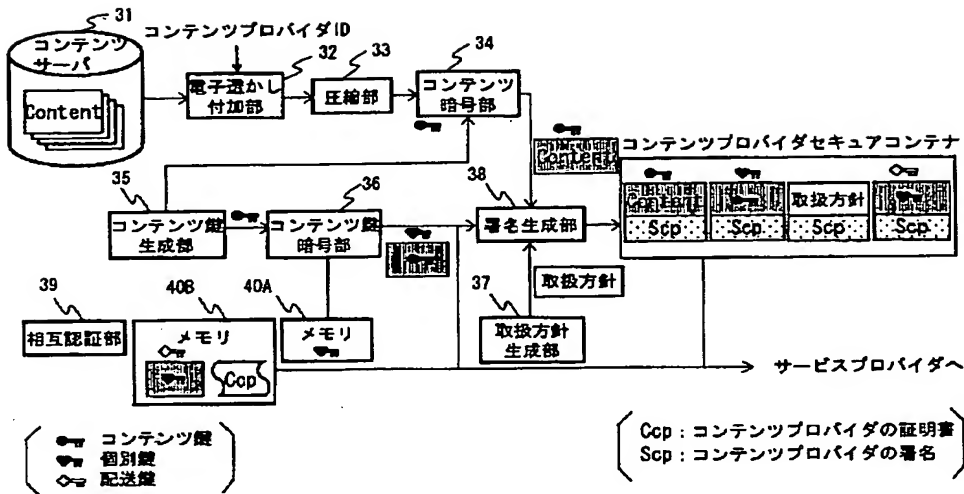 31
コンテンツプロバイダID
コンテンツ
サーバ
Content
32
電子透かし
付加部
33
圧縮部
34
コンテンツ
暗号部
Content
コンテンツプロバイダセキュアコンテナ
Content
取扱方針
Scp
Scp
Scp
Scp
35
コンテンツ鍵
生成部
36
コンテンツ鍵
暗号部
38
署名生成部
取扱方針
37
取扱方針
生成部
39
相互認証部
40B
メモリ
Ccp
40A
メモリ
サービスプロバイダへ
コンテンツ鍵
個別鍵
配送鍵
Ccp：コンテンツプロバイダの証明書
Scp：コンテンツプロバイダの署名